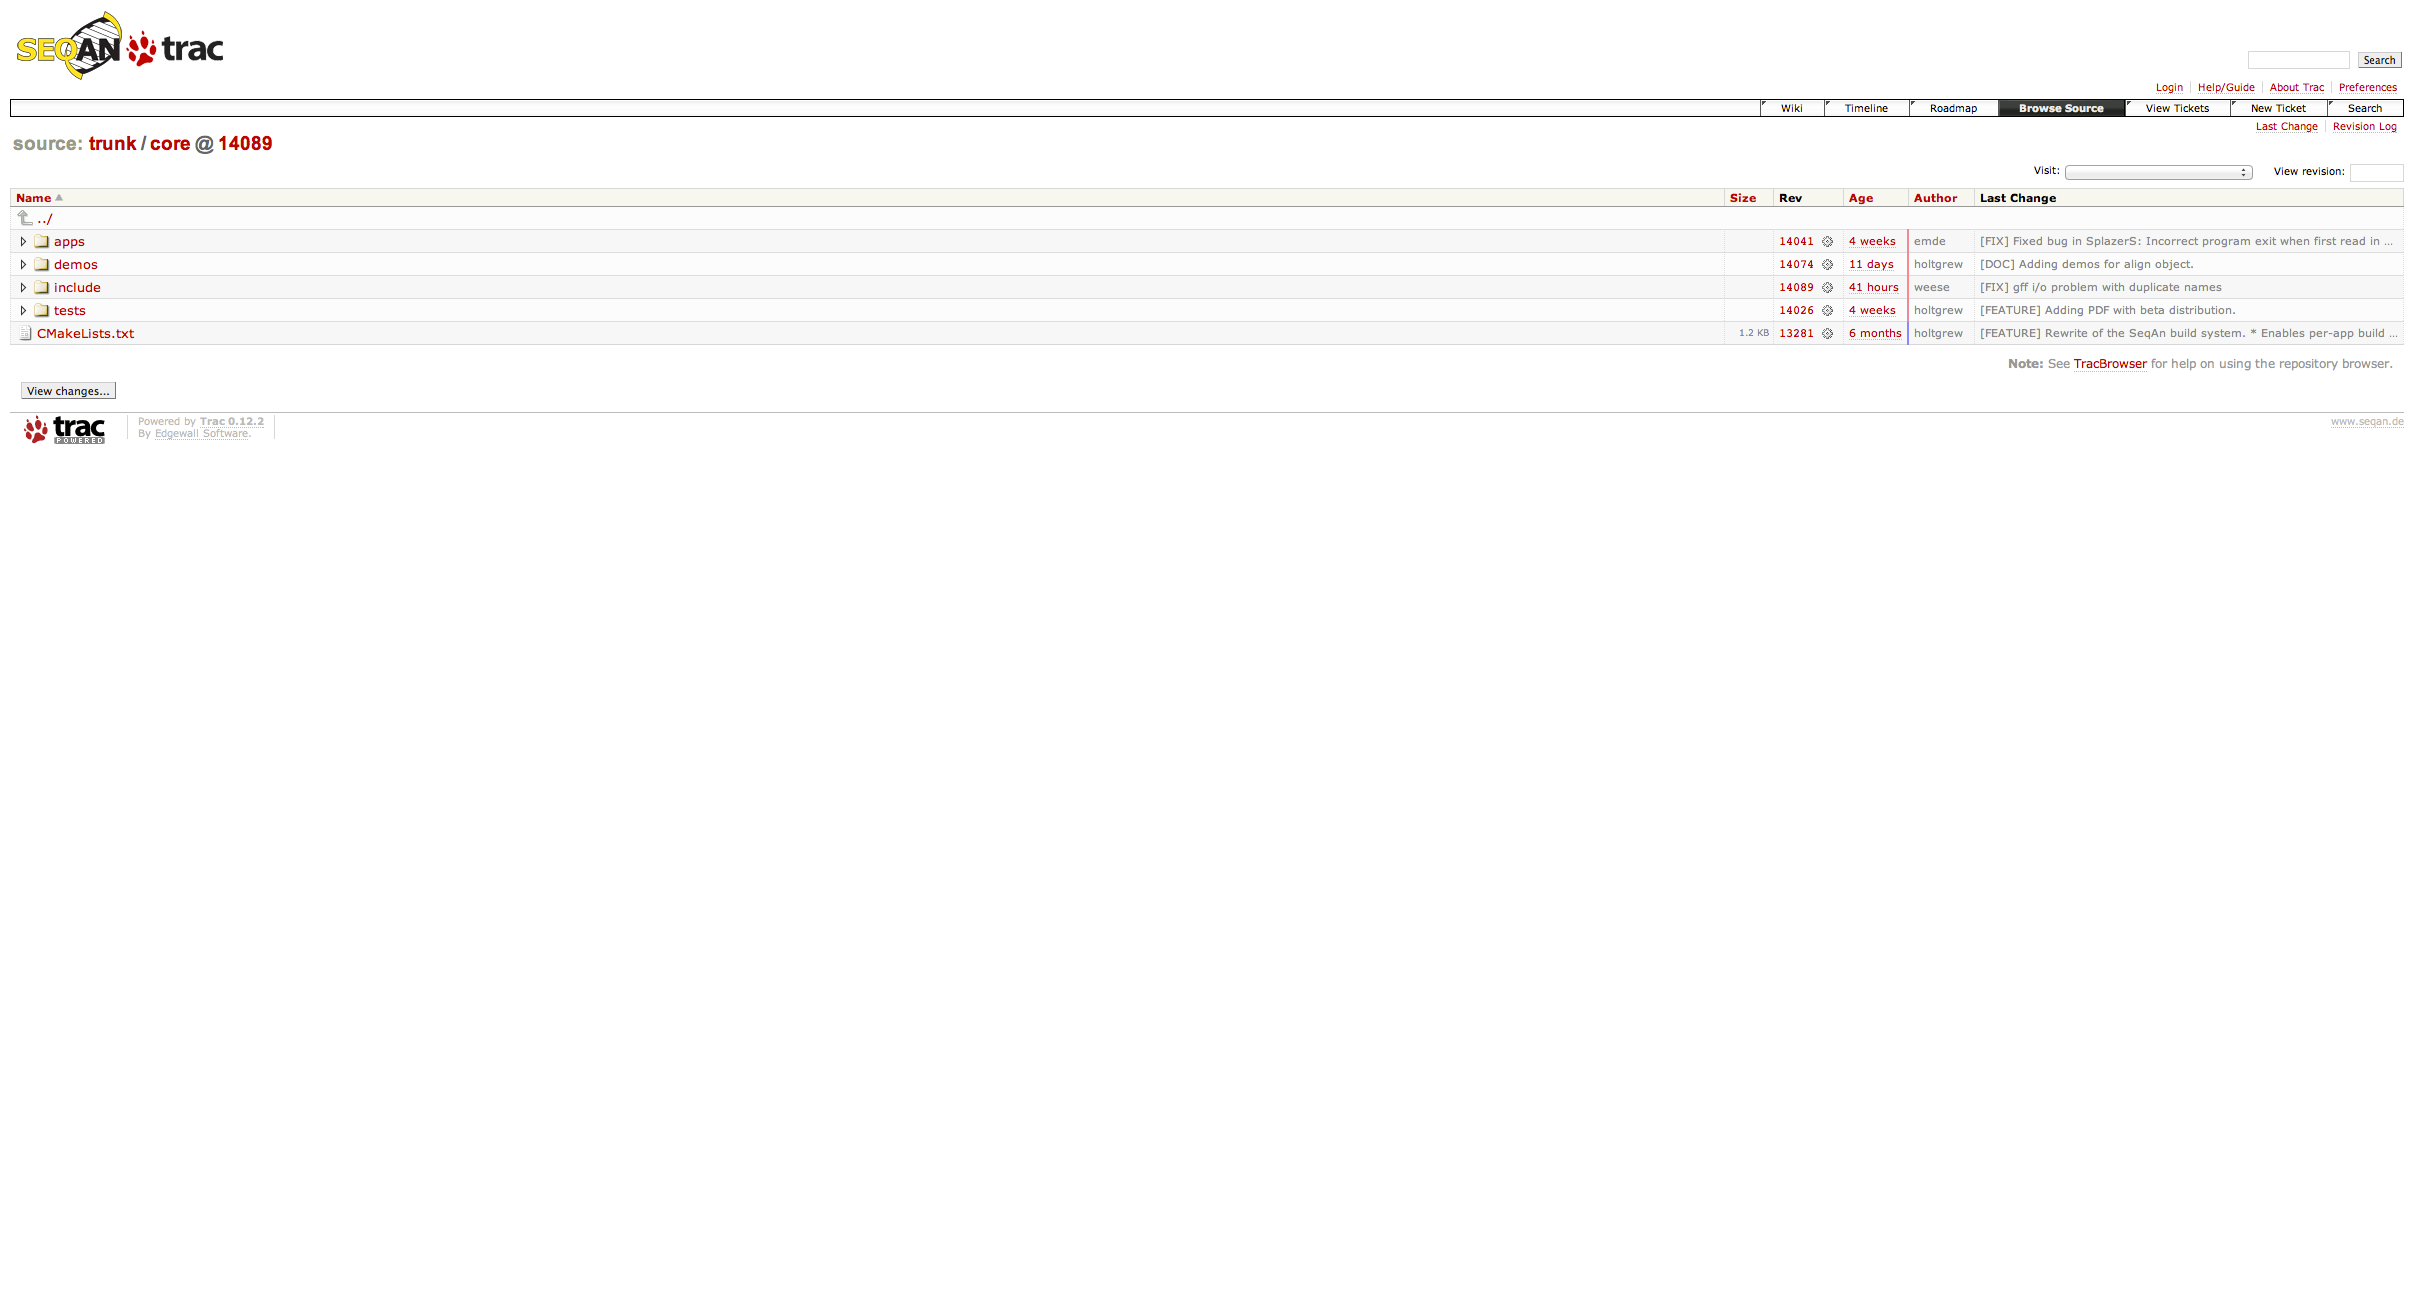 SEQAN trac
Search
Login Help/Guide About Trac Preferences
Wiki Timeline Roadmap Browse Source View Tickets New Ticket Search
Last Change Revision Log
source: trunk / core @ 14089
Visit: View revision:
Name Size Rev Age Author Last Change
../
apps 14041 4 weeks emde [FIX] Fixed bug in SplazerS: Incorrect program exit when first read in ...
demos 14074 11 days holtgrew [DOC] Adding demos for align object.
include 14089 41 hours weese [FIX] gff i/o problem with duplicate names
tests 14026 4 weeks holtgrew [FEATURE] Adding PDF with beta distribution.
CMakeLists.txt 1.2 KB 13281 6 months holtgrew [FEATURE] Rewrite of the SeqAn build system. * Enables per-app build ...
Note: See TracBrowser for help on using the repository browser.
View changes...
trac POWERED
Powered by Trac 0.12.2
By Edgewall Software.
www.seqan.de